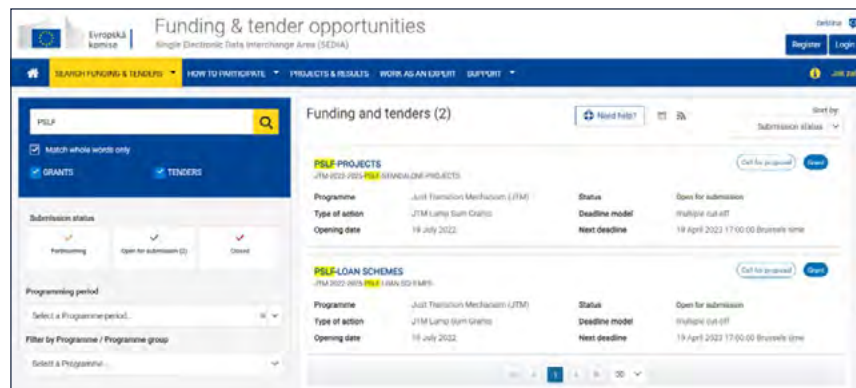 Evropská
komise
Funding & tender opportunities
Single Electronic Data Interchange Area (SEDIA)
Register
Login
SEARCH FUNDING & TENDERS
HOW TO PARTICIPATE
PROJECTS & RESULTS
WORK AS AN EXPERT
SUPPORT
PSLF
Match whole words only
GRANTS
TENDERS
Submission status
Forthcoming
Open for submission (2)
Closed
Programming period
Select a Programme period...
Filter by Programme / Programme group
Select a Programme...
Funding and tenders (2)
Need help?
Sort by:
Submission status
PSLF-PROJECTS
Call for proposal
Grant
JTM-2022-2025-PSLF-STANDALONE-PROJECTS
Programme
Just Transition Mechanism (JTM)
Status
Open for submission
Type of action
JTM Lump Sum Grants
Deadline model
multiple cut-off
Opening date
19 July 2022
Next deadline
19 April 2023 17:00:00 Brussels time
PSLF-LOAN SCHEMES
Call for proposal
Grant
JTM-2022-2025-PSLF-LOAN-SCHEMES
Programme
Just Transition Mechanism (JTM)
Status
Open for submission
Type of action
JTM Lump Sum Grants
Deadline model
multiple cut-off
Opening date
19 July 2022
Next deadline
19 April 2023 17:00:00 Brussels time
1
50